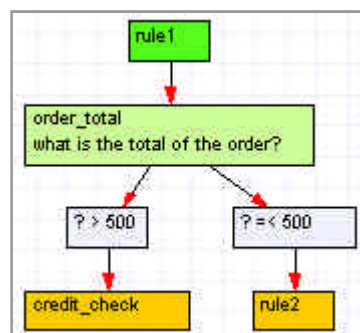 rule1
order_total
what is the total of the order?
? > 500
? =< 500
credit_check
rule2